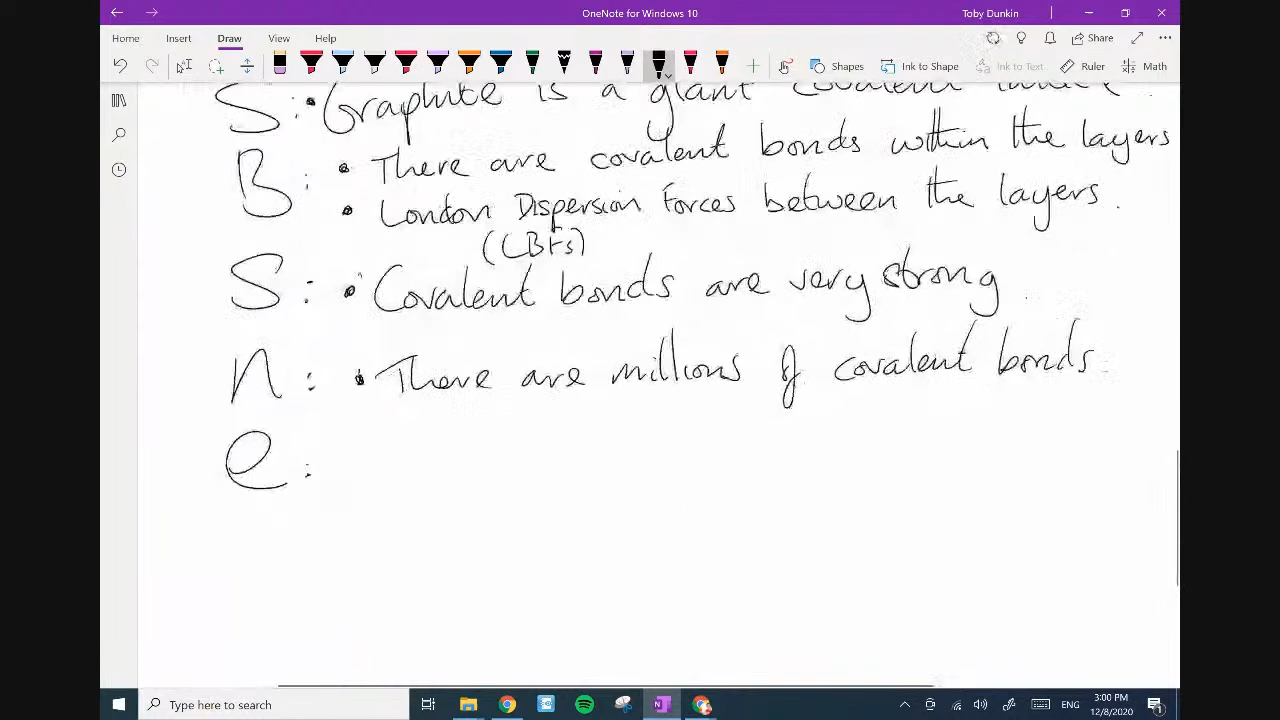 OneNote for Windows 10
Toby Dunkin
Home Insert Draw View Help
Share
Shapes Ink to Shape Ink to Text Ruler Math
S: • Graphite is a giant covalent lattice
B: • There are covalent bonds within the layers
• London Dispersion Forces between the layers.
(LDFs)
S: • Covalent bonds are very strong
N: • There are millions of covalent bonds.
e:
Type here to search
ENG
3:00 PM
12/8/2020